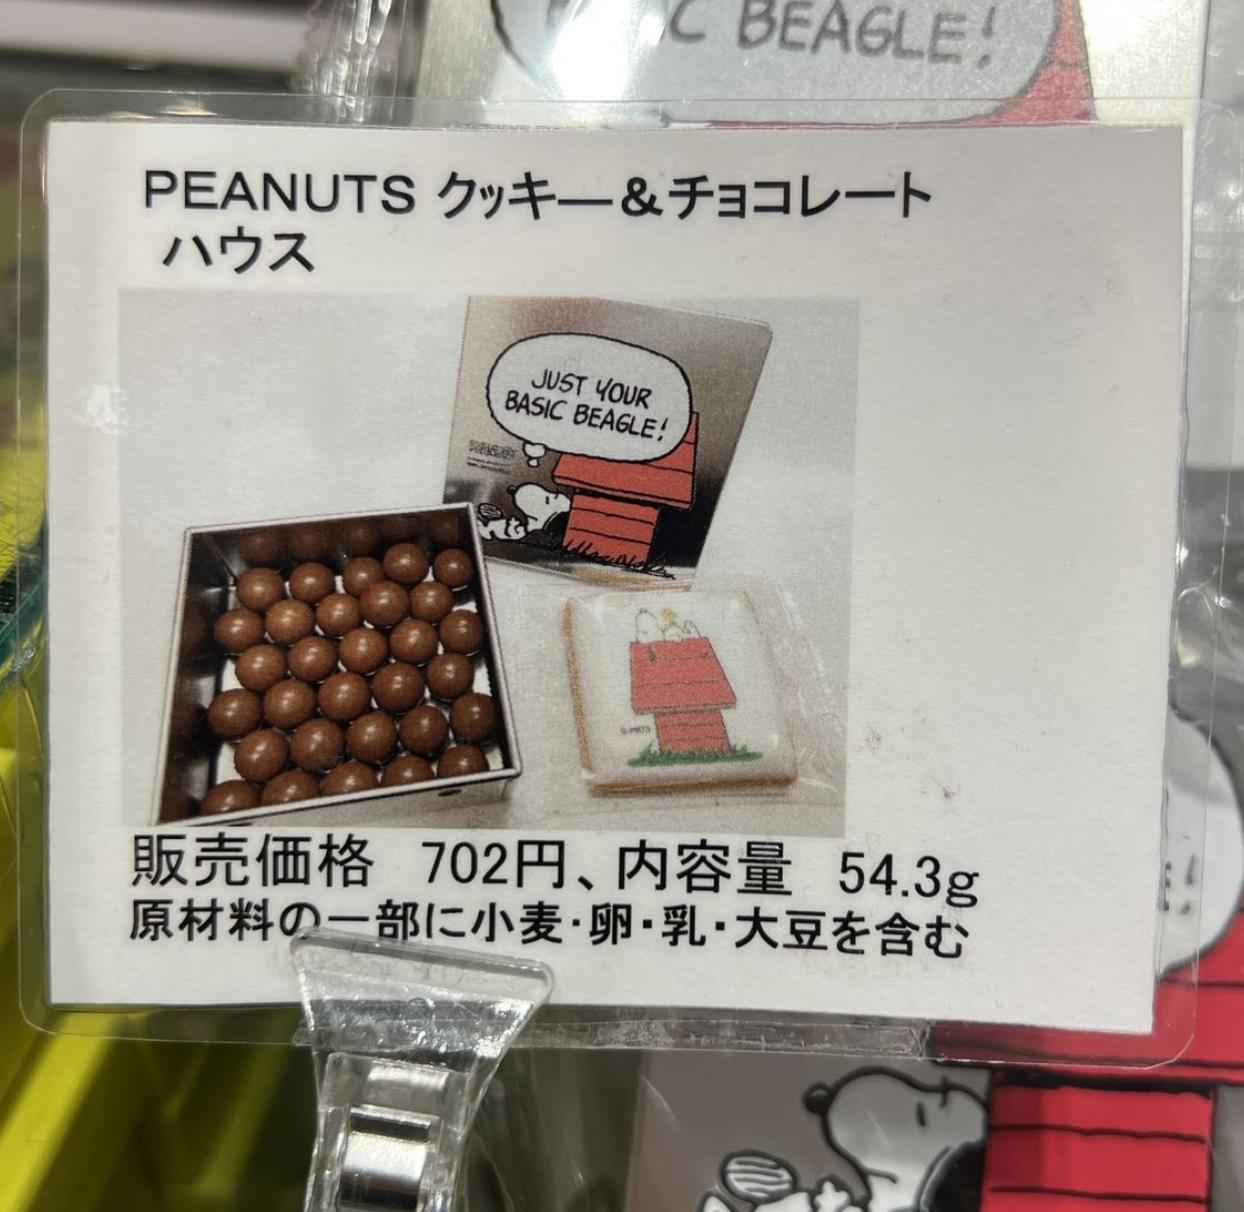 C BEAGLE!
PEANUTS クッキー&チョコレート
ハウス
JUST YOUR
BASIC BEAGLE!
販売価格 702円、内容量 54.3g
原材料の一部に小麦・卵・乳・大豆を含む